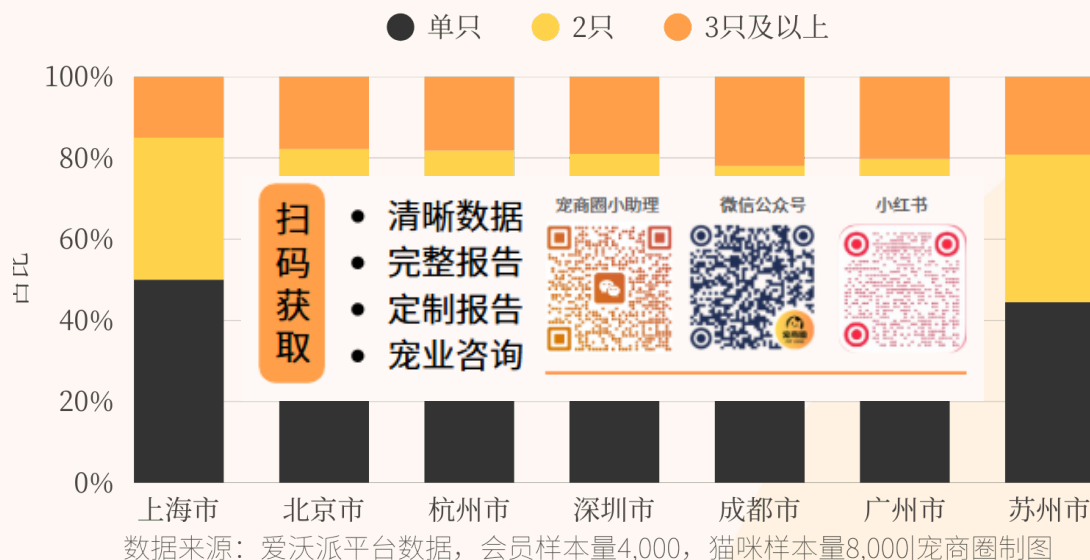 单只 2只 3只及以上
100%
80%
60%
40%
20%
0%
占比
扫码获取
清晰数据
完整报告
定制报告
宠业咨询
宠商圈小助理 微信公众号 小红书
上海市 北京市 杭州市 深圳市 成都市 广州市 苏州市
数据来源：爱沃派平台数据，会员样本量4,000，猫咪样本量8,000|宠商圈制图